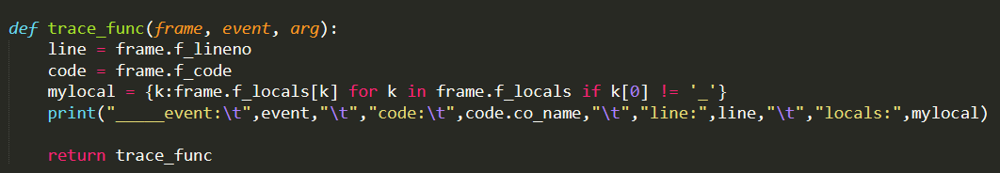 def trace_func(frame, event, arg):
    line = frame.f_lineno
    code = frame.f_code
    mylocal = {k:frame.f_locals[k] for k in frame.f_locals if k[0] != '_'}
    print("_____event:\t",event,"\t","code:\t",code.co_name,"\t","line:",line,"\t","locals:",mylocal)
    return trace_func